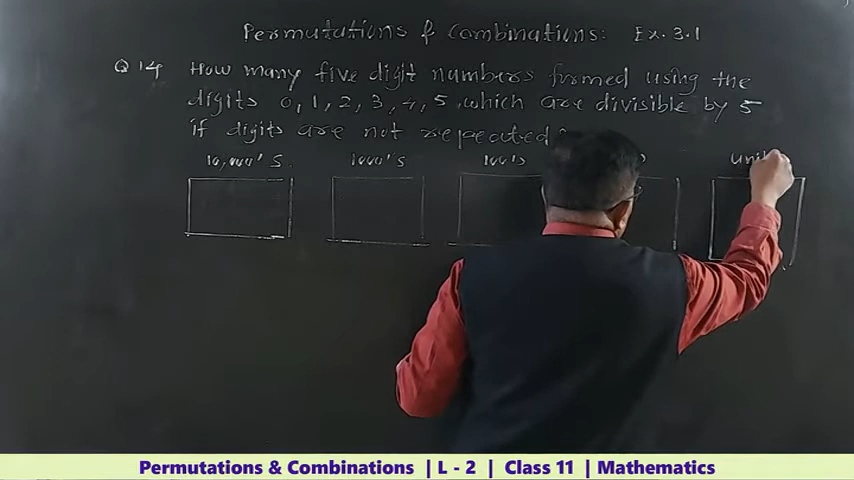 Permutations & Combinations: Ex. 3.1
Q 14 How many five digit numbers formed using the
digits 0, 1, 2, 3, 4, 5 which are divisible by 5
if digits are not repeated?
10,000's 1000's 100's
Permutations & Combinations | L - 2 | Class 11 | Mathematics